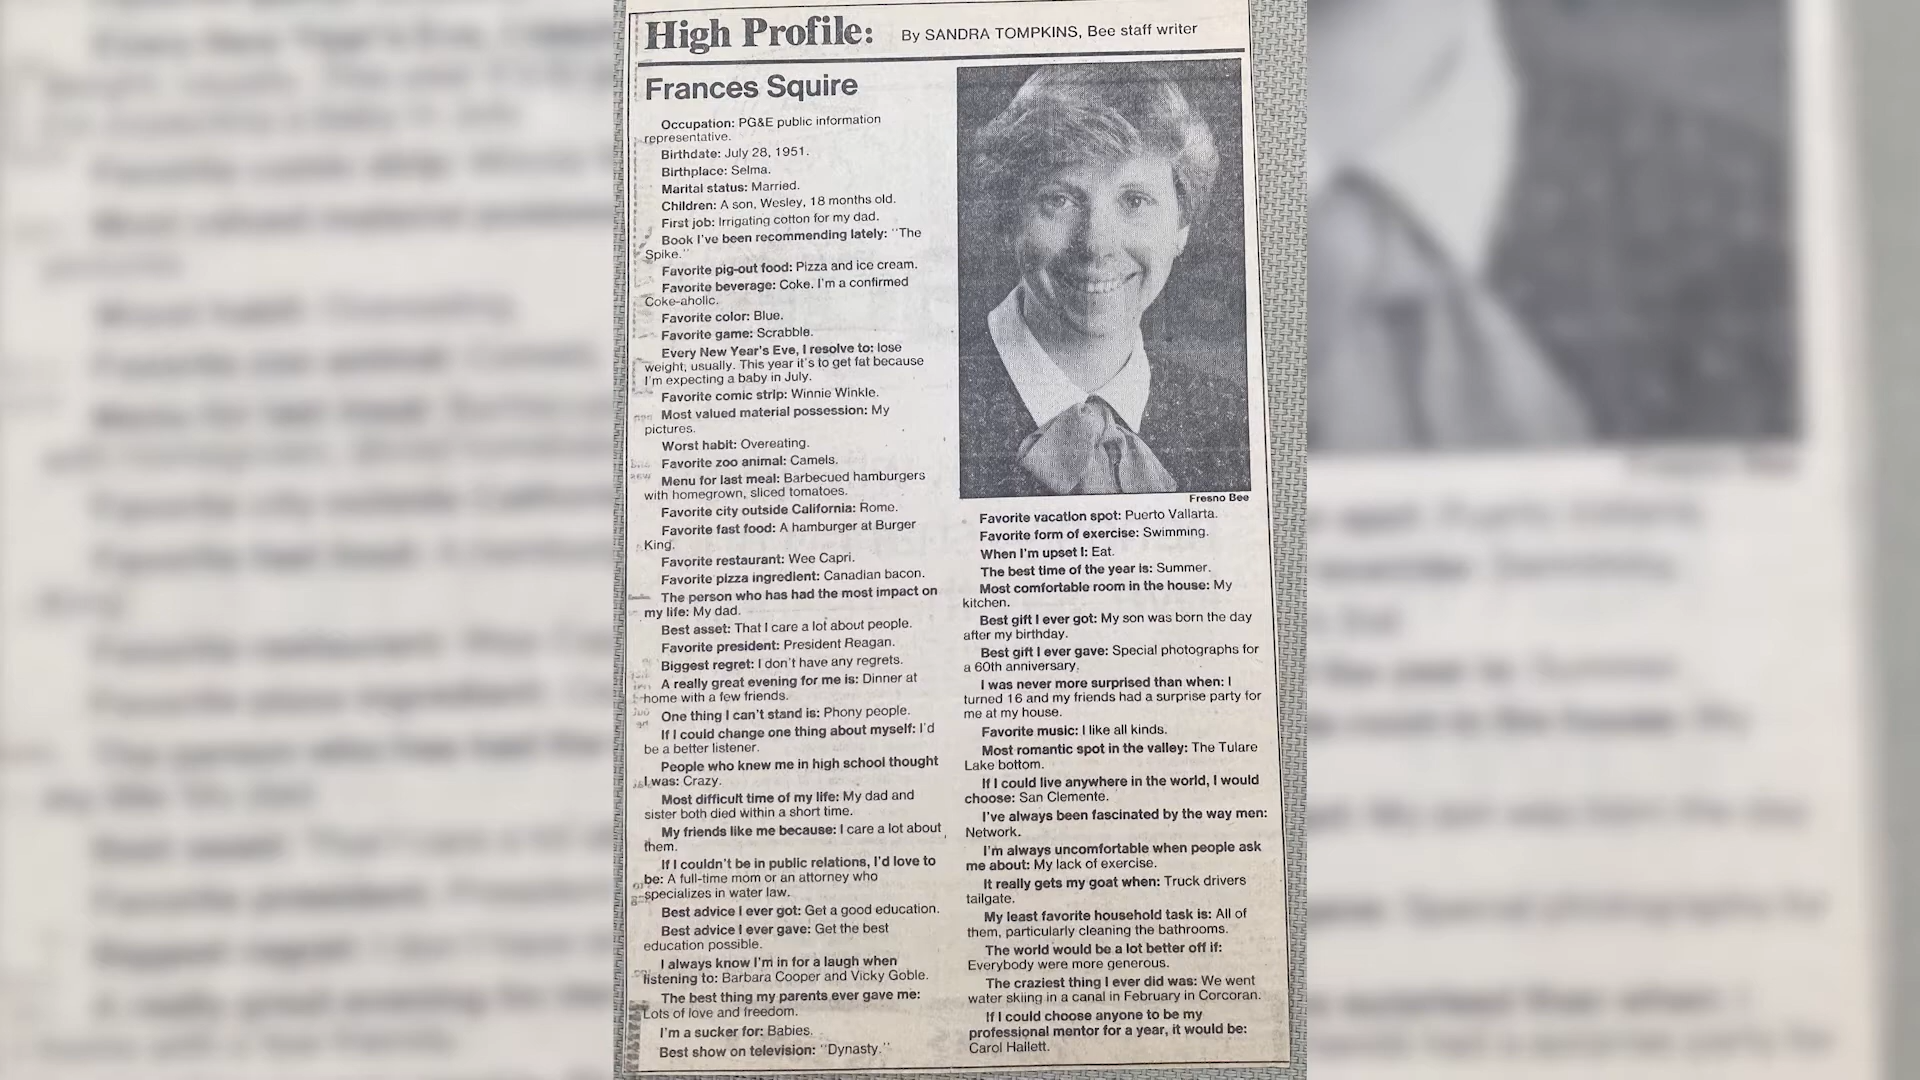 High Profile: By SANDRA TOMPKINS, Bee staff writer
Frances Squire
Occupation: PG&E public information
representative.
Birthdate: July 28, 1951.
Birthplace: Selma.
Marital status: Married.
Children: A son, Wesley, 18 months old.
First job: Irrigating cotton for my dad.
Book I've been recommending lately: "The
Spike."
Favorite pig-out food: Pizza and ice cream.
Favorite beverage: Coke. I'm a confirmed
Coke-aholic.
Favorite color: Blue.
Favorite game: Scrabble.
Every New Year's Eve, I resolve to: lose
weight, usually. This year it's to get fat because
I'm expecting a baby in July.
Favorite comic strip: Winnie Winkle.
Most valued material possession: My
pictures.
Worst habit: Overeating.
Favorite zoo animal: Camels.
Menu for last meal: Barbecued hamburgers
with homegrown, sliced tomatoes.
Favorite city outside California: Rome.
Favorite fast food: A hamburger at Burger
King.
Favorite restaurant: Wee Capri.
Favorite pizza ingredient: Canadian bacon.
The person who has had the most impact on
my life: My dad.
Best asset: That I care a lot about people.
Favorite president: President Reagan.
Biggest regret: I don't have any regrets.
A really great evening for me is: Dinner at
home with a few friends.
One thing I can't stand is: Phony people.
If I could change one thing about myself: I'd
be a better listener.
People who knew me in high school thought
I was: Crazy.
Most difficult time of my life: My dad and
sister both died within a short time.
My friends like me because: I care a lot about
them.
If I couldn't be in public relations, I'd love to
be: A full-time mom or an attorney who
specializes in water law.
Best advice I ever got: Get a good education.
Best advice I ever gave: Get the best
education possible.
I always know I'm in for a laugh when
listening to: Barbara Cooper and Vicky Goble.
The best thing my parents ever gave me:
Lots of love and freedom.
I'm a sucker for: Babies.
Best show on television: "Dynasty."
Fresno Bee
Favorite vacation spot: Puerto Vallarta.
Favorite form of exercise: Swimming.
When I'm upset I: Eat.
The best time of the year is: Summer.
Most comfortable room in the house: My
kitchen.
Best gift I ever got: My son was born the day
after my birthday.
Best gift I ever gave: Special photographs for
a 60th anniversary.
I was never more surprised than when: I
turned 16 and my friends had a surprise party for
me at my house.
Favorite music: I like all kinds.
Most romantic spot in the valley: The Tulare
Lake bottom.
If I could live anywhere in the world, I would
choose: San Clemente.
I've always been fascinated by the way men:
Network.
I'm always uncomfortable when people ask
me about: My lack of exercise.
It really gets my goat when: Truck drivers
tailgate.
My least favorite household task is: All of
them, particularly cleaning the bathrooms.
The world would be a lot better off if:
Everybody were more generous.
The craziest thing I ever did was: We went
water skiing in a canal in February in Corcoran.
If I could choose anyone to be my
professional mentor for a year, it would be:
Carol Hallett.